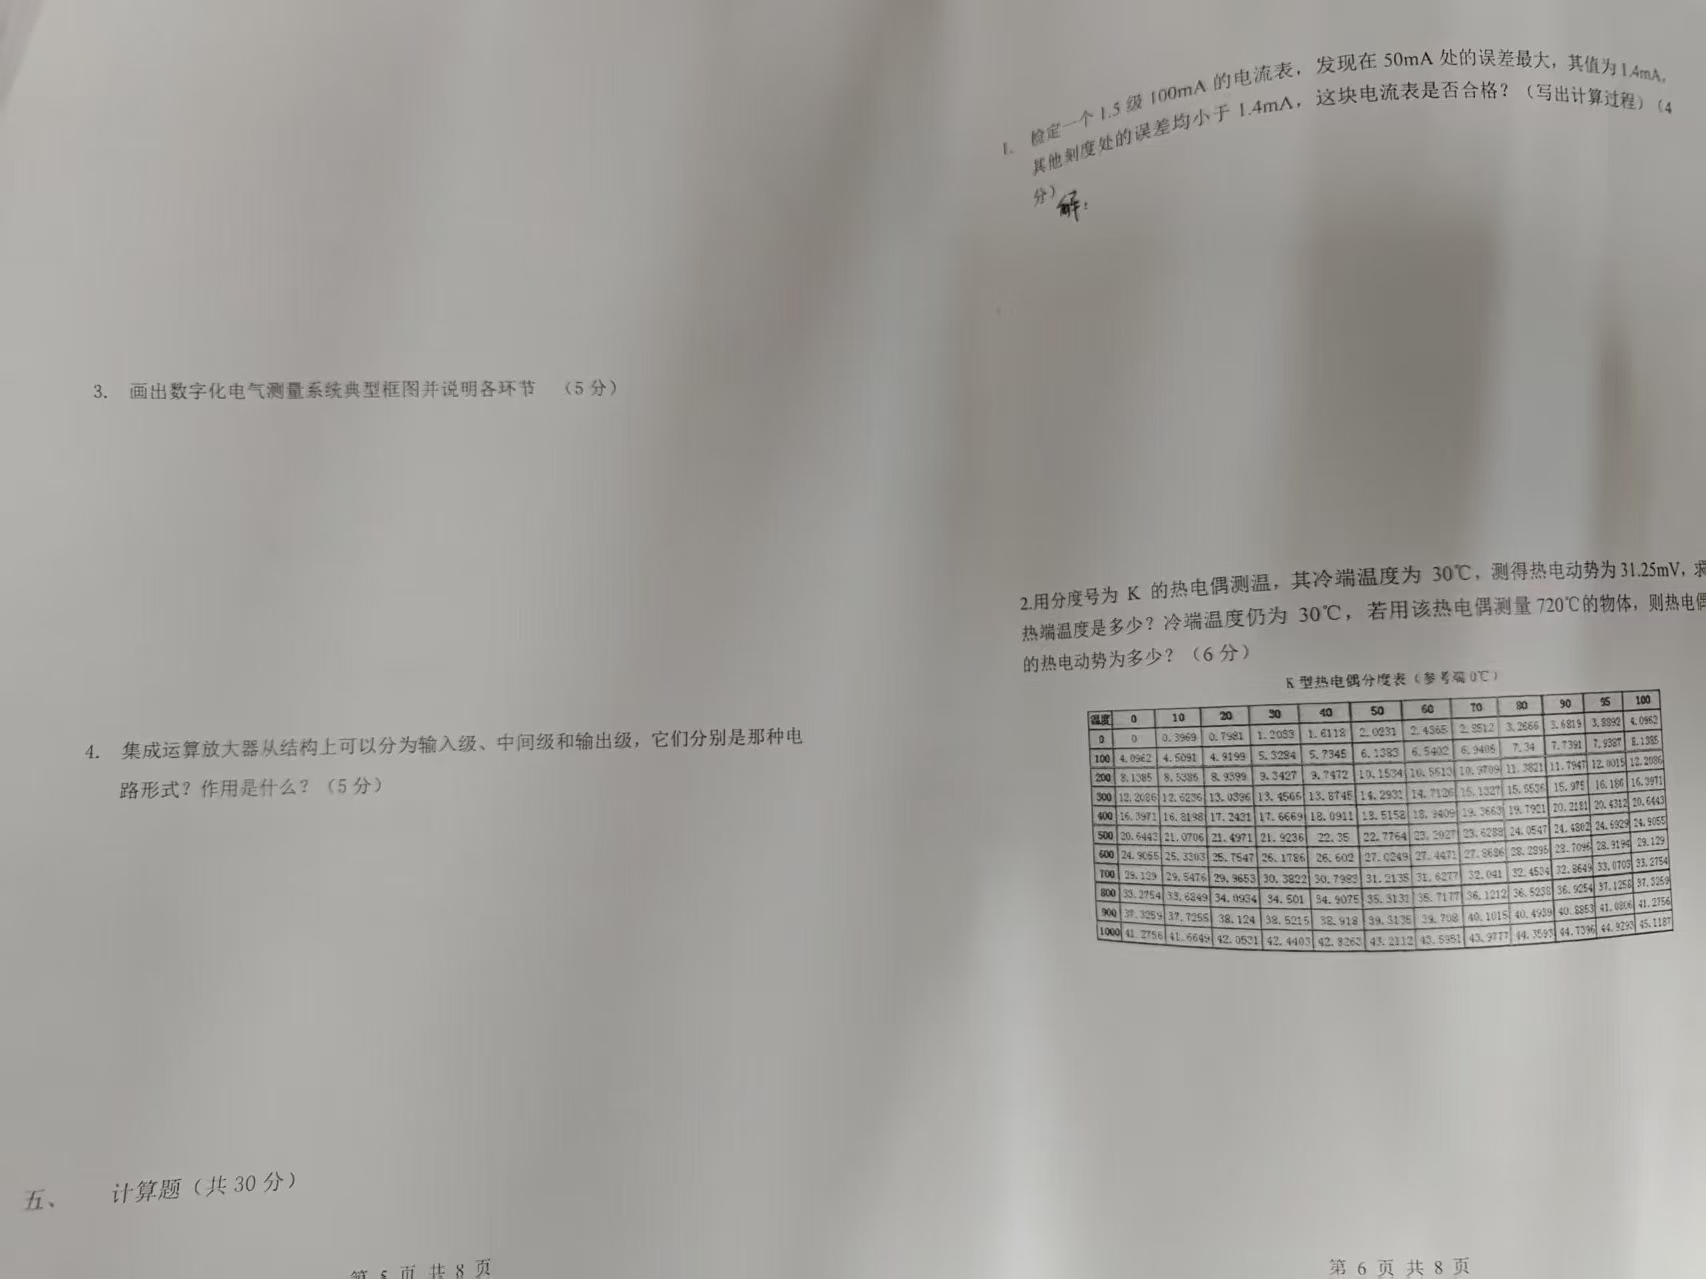 3. 画出数字化电气测量系统典型框图并说明各环节 （5 分）
4. 集成运算放大器从结构上可以分为输入级、中间级和输出级，它们分别是那种电
路形式？作用是什么？（5 分）
五、 计算题（共 30 分）
第 5 页 共 8 页
1. 检定一个 1.5 级 100mA 的电流表，发现在 50mA 处的误差最大，其值为 1.4mA，
其他刻度处的误差均小于 1.4mA，这块电流表是否合格？（写出计算过程）（4
分）
解：
2.用分度号为 K 的热电偶测温，其冷端温度为 30℃，测得热电动势为 31.25mV，求
热端温度是多少？冷端温度仍为 30℃，若用该热电偶测量 720℃的物体，则热电偶
的热电动势为多少？（6 分）
K 型热电偶分度表（参考端 0℃）
温度 0 10 20 30 40 50 60 70 80 90 95 100
0 0 0.3969 0.7981 1.2033 1.6118 2.0231 2.4365 2.8512 3.2666 3.6819 3.8892 4.0962
100 4.0962 4.5091 4.9199 5.3284 5.7345 6.1383 6.5402 6.9406 7.34 7.7391 7.9387 8.1385
200 8.1385 8.5386 8.9399 9.3427 9.7472 10.1534 10.5613 10.9709 11.3821 11.7947 12.0015 12.2086
300 12.2086 12.6236 13.0396 13.4566 13.8745 14.2931 14.7126 15.1327 15.5536 15.975 16.186 16.3971
400 16.3971 16.8198 17.2431 17.6669 18.0911 18.5158 18.9409 19.3663 19.7921 20.2181 20.4312 20.6443
500 20.6443 21.0706 21.4971 21.9236 22.35 22.7764 23.2027 23.6288 24.0547 24.4802 24.6929 24.9055
600 24.9055 25.3303 25.7547 26.1786 26.602 27.0249 27.4471 27.8686 28.2895 28.7096 28.9194 29.129
700 29.129 29.5476 29.9653 30.3822 30.7983 31.2135 31.6277 32.041 32.4534 32.8649 33.0703 33.2754
800 33.2754 33.6849 34.0934 34.501 34.9075 35.3131 35.7177 36.1212 36.5238 36.9254 37.1258 37.3259
900 37.3259 37.7255 38.124 38.5215 38.918 39.3135 39.708 40.1015 40.4939 40.8853 41.0806 41.2756
1000 41.2756 41.6649 42.0531 42.4403 42.8263 43.2112 43.5951 43.9777 44.3593 44.7396 44.9293 45.1187
第 6 页 共 8 页